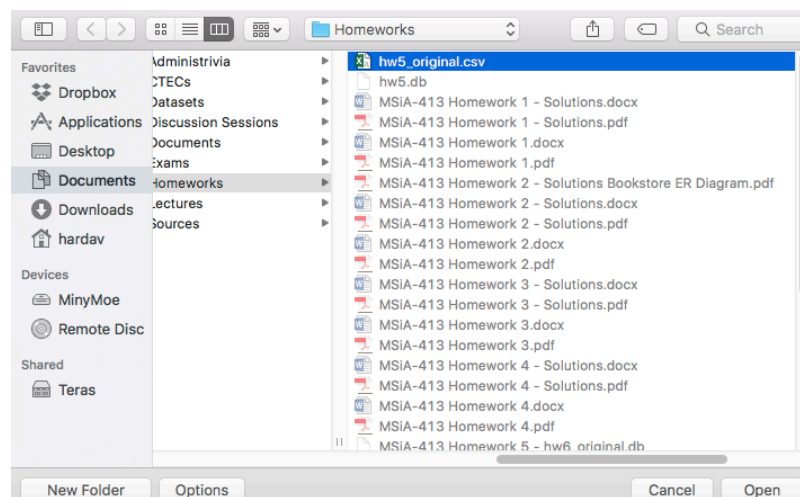 Homeworks
Search
Favorites
Dropbox
Applications
Desktop
Documents
Downloads
hardav
Devices
MinyMoe
Remote Disc
Shared
Teras
Administrivia
CTECs
Datasets
Discussion Sessions
Documents
Exams
Homeworks
Lectures
Sources
hw5_original.csv
hw5.db
MSiA-413 Homework 1 - Solutions.docx
MSiA-413 Homework 1 - Solutions.pdf
MSiA-413 Homework 1.docx
MSiA-413 Homework 1.pdf
MSiA-413 Homework 2 - Solutions Bookstore ER Diagram.pdf
MSiA-413 Homework 2 - Solutions.docx
MSiA-413 Homework 2 - Solutions.pdf
MSiA-413 Homework 2.docx
MSiA-413 Homework 2.pdf
MSiA-413 Homework 3 - Solutions.docx
MSiA-413 Homework 3 - Solutions.pdf
MSiA-413 Homework 3.docx
MSiA-413 Homework 3.pdf
MSiA-413 Homework 4 - Solutions.docx
MSiA-413 Homework 4 - Solutions.pdf
MSiA-413 Homework 4.docx
MSiA-413 Homework 4.pdf
MSiA-413 Homework 5 - hw6_original.db
New Folder
Options
Cancel
Open